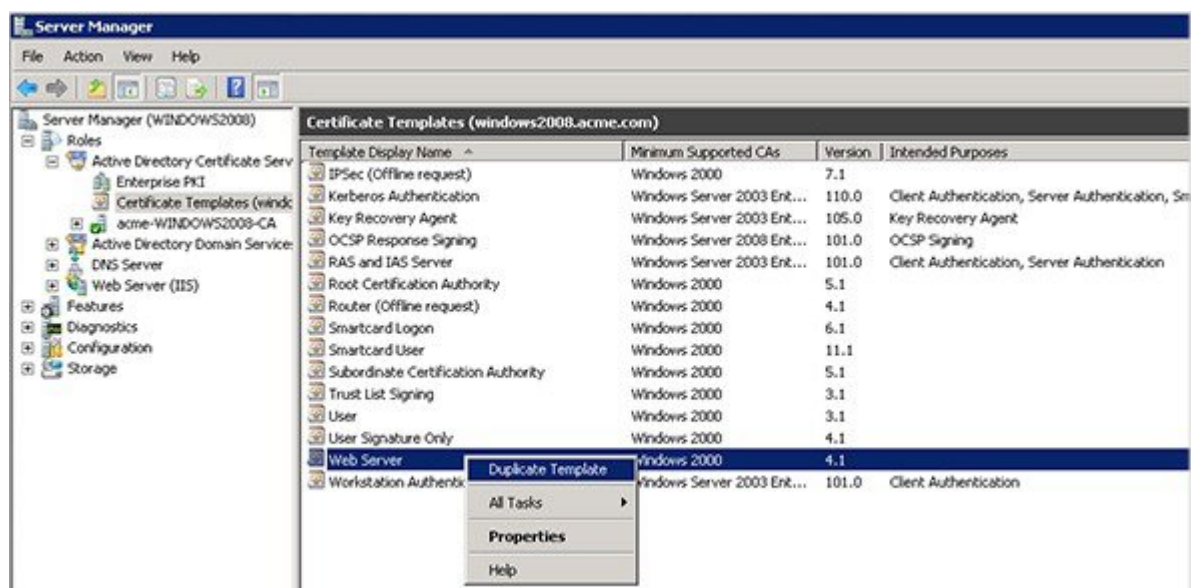 Server Manager
File Action View Help
Server Manager (WINDOWS2008)
Roles
Active Directory Certificate Serv
Enterprise PKI
Certificate Templates (windc
acme-WINDOWS2008-CA
Active Directory Domain Service
DNS Server
Web Server (IIS)
Features
Diagnostics
Configuration
Storage
Certificate Templates (windows2008.acme.com)
Template Display Name Minimum Supported CAs Version Intended Purposes
IPSec (Offline request) Windows 2000 7.1
Kerberos Authentication Windows Server 2003 Ent... 110.0 Client Authentication, Server Authentication, Sm
Key Recovery Agent Windows Server 2003 Ent... 105.0 Key Recovery Agent
OCSP Response Signing Windows Server 2008 Ent... 101.0 OCSP Signing
RAS and IAS Server Windows Server 2003 Ent... 101.0 Client Authentication, Server Authentication
Root Certification Authority Windows 2000 5.1
Router (Offline request) Windows 2000 4.1
Smartcard Logon Windows 2000 6.1
Smartcard User Windows 2000 11.1
Subordinate Certification Authority Windows 2000 5.1
Trust List Signing Windows 2000 3.1
User Windows 2000 3.1
User Signature Only Windows 2000 4.1
Web Server Windows 2000 4.1
Workstation Authentic Windows Server 2003 Ent... 101.0 Client Authentication
Duplicate Template
All Tasks
Properties
Help